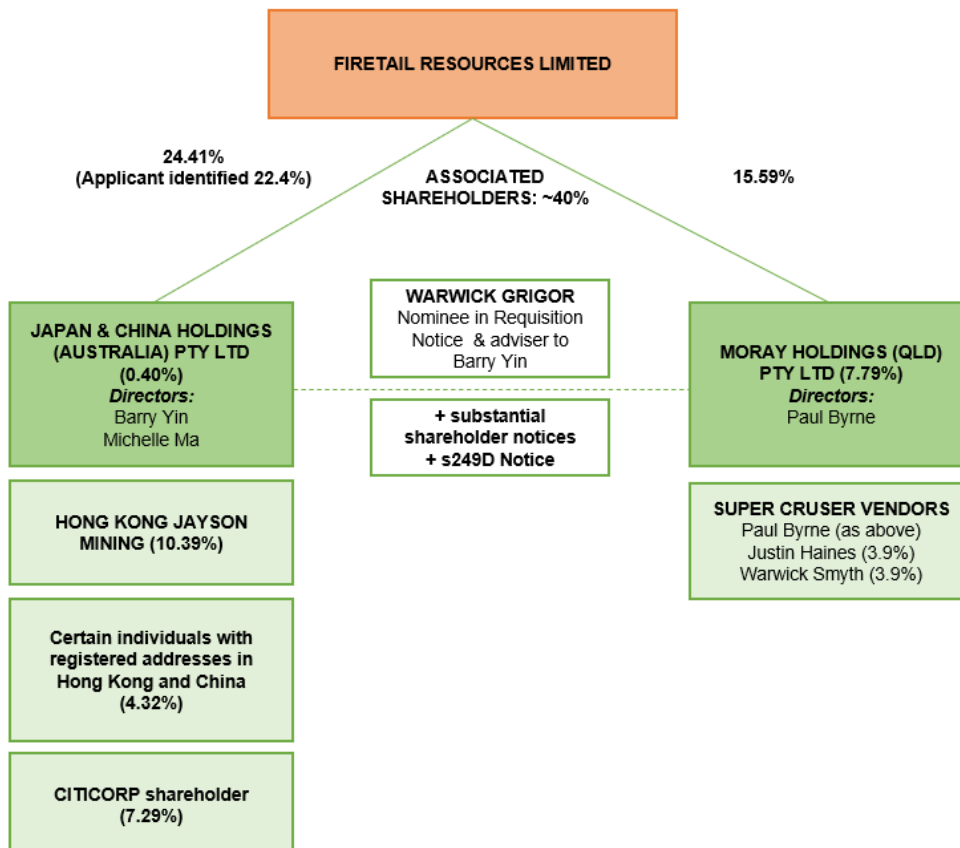 FIRETAIL RESOURCES LIMITED
24.41%
(Applicant identified 22.4%)
ASSOCIATED
SHAREHOLDERS: ~40%
15.59%
JAPAN & CHINA HOLDINGS
(AUSTRALIA) PTY LTD
(0.40%)
Directors:
Barry Yin
Michelle Ma
WARWICK GRIGOR
Nominee in Requisition
Notice & adviser to
Barry Yin
+ substantial
shareholder notices
+ s249D Notice
MORAY HOLDINGS (QLD)
PTY LTD (7.79%)
Directors:
Paul Byrne
HONG KONG JAYSON
MINING (10.39%)
SUPER CRUSER VENDORS
Paul Byrne (as above)
Justin Haines (3.9%)
Warwick Smyth (3.9%)
Certain individuals with
registered addresses in
Hong Kong and China
(4.32%)
CITICORP shareholder
(7.29%)